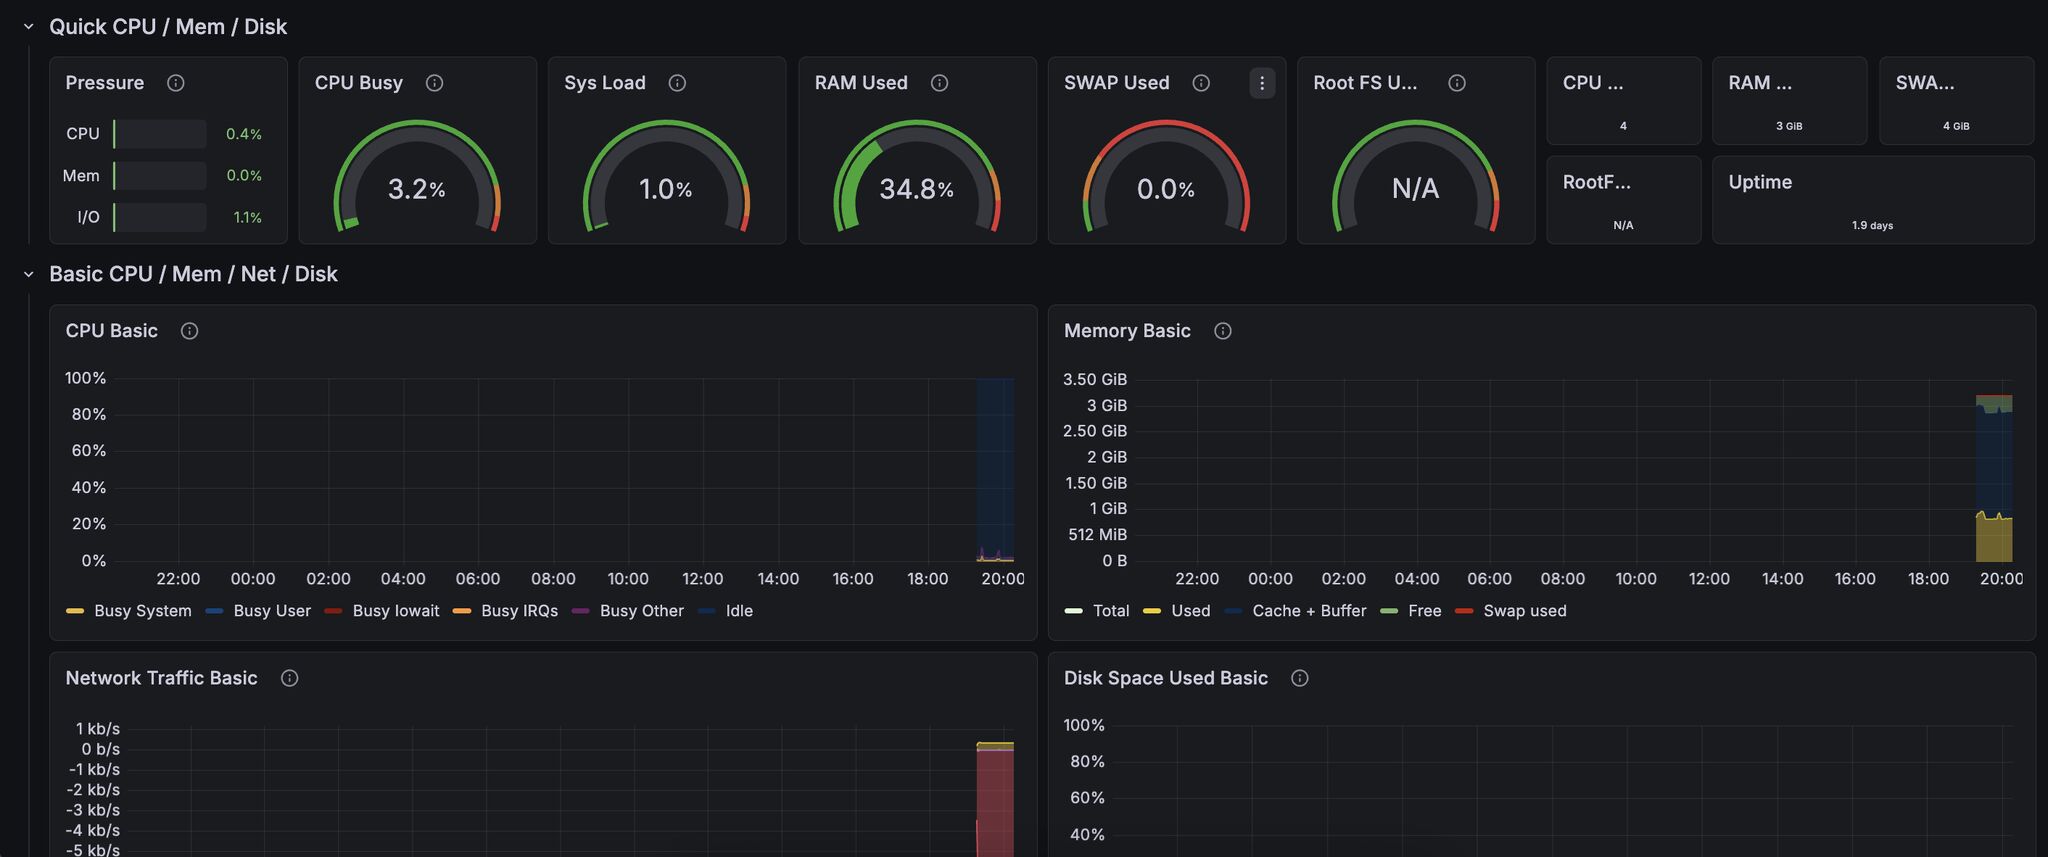 Quick CPU / Mem / Disk
Pressure
CPU 0.4%
Mem 0.0%
I/O 1.1%
CPU Busy
3.2%
Sys Load
1.0%
RAM Used
34.8%
SWAP Used
0.0%
Root FS U...
N/A
CPU ...
4
RAM ...
3 GiB
SWA...
4 GiB
RootF...
N/A
Uptime
1.9 days
Basic CPU / Mem / Net / Disk
CPU Basic
100%
80%
60%
40%
20%
0%
22:00 00:00 02:00 04:00 06:00 08:00 10:00 12:00 14:00 16:00 18:00 20:00
Busy System Busy User Busy Iowait Busy IRQs Busy Other Idle
Memory Basic
3.50 GiB
3 GiB
2.50 GiB
2 GiB
1.50 GiB
1 GiB
512 MiB
0 B
22:00 00:00 02:00 04:00 06:00 08:00 10:00 12:00 14:00 16:00 18:00 20:00
Total Used Cache + Buffer Free Swap used
Network Traffic Basic
1 kb/s
0 b/s
-1 kb/s
-2 kb/s
-3 kb/s
-4 kb/s
-5 kb/s
Disk Space Used Basic
100%
80%
60%
40%